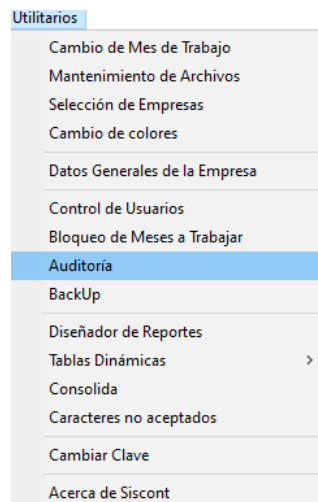 Utilitarios
Cambio de Mes de Trabajo
Mantenimiento de Archivos
Selección de Empresas
Cambio de colores
Datos Generales de la Empresa
Control de Usuarios
Bloqueo de Meses a Trabajar
Auditoría
BackUp
Diseñador de Reportes
Tablas Dinámicas
Consolida
Caracteres no aceptados
Cambiar Clave
Acerca de Siscont